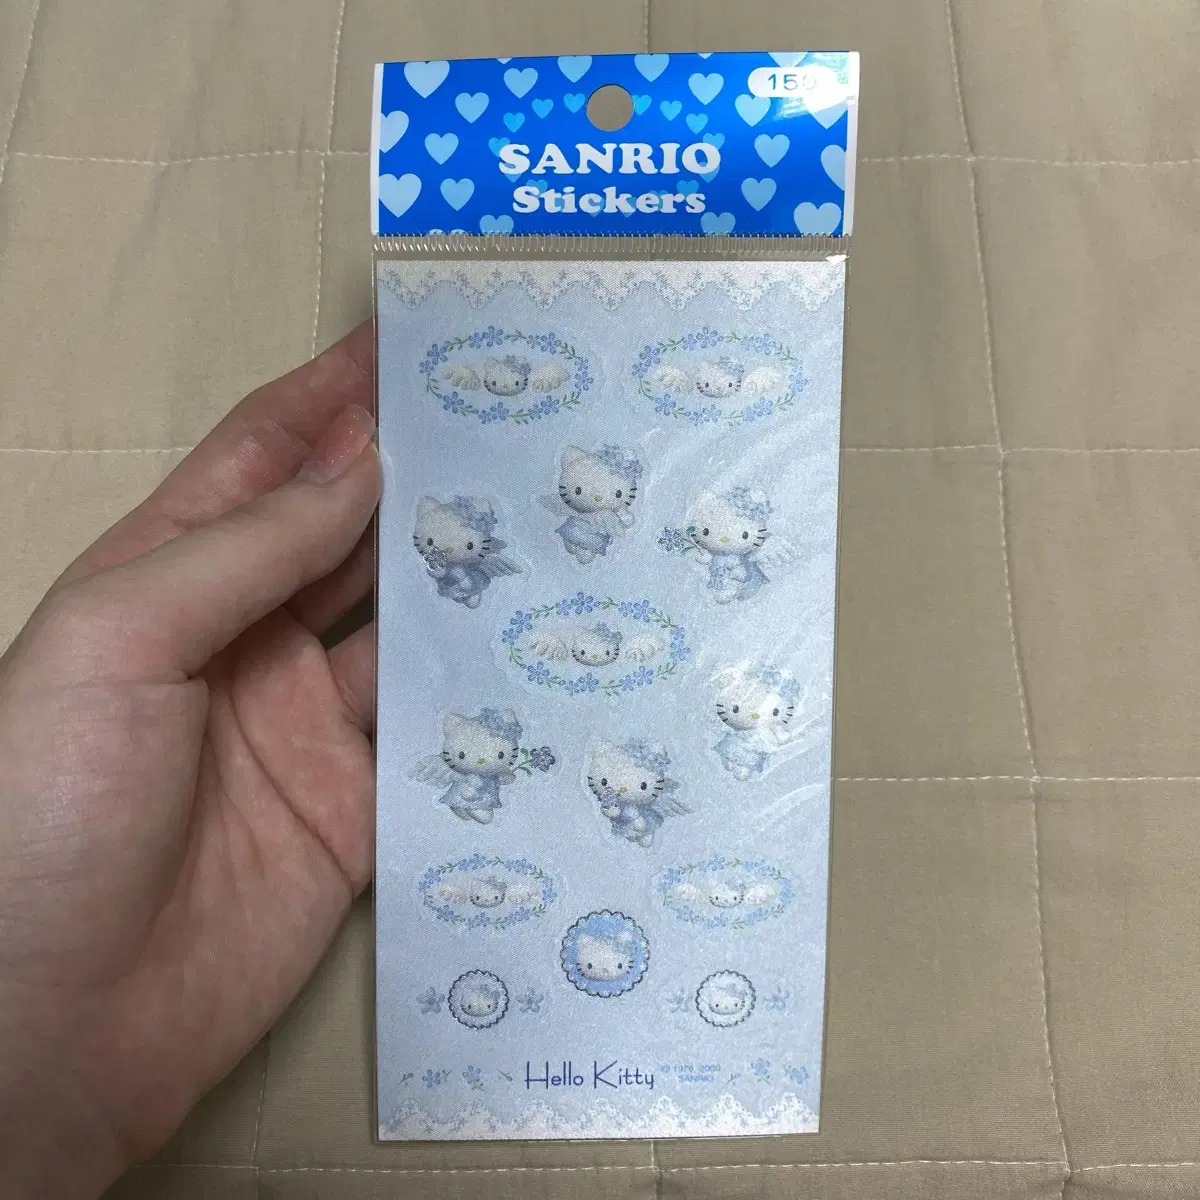 150
SANRIO
Stickers
Hello Kitty
© 1976, 2000
SANRIO